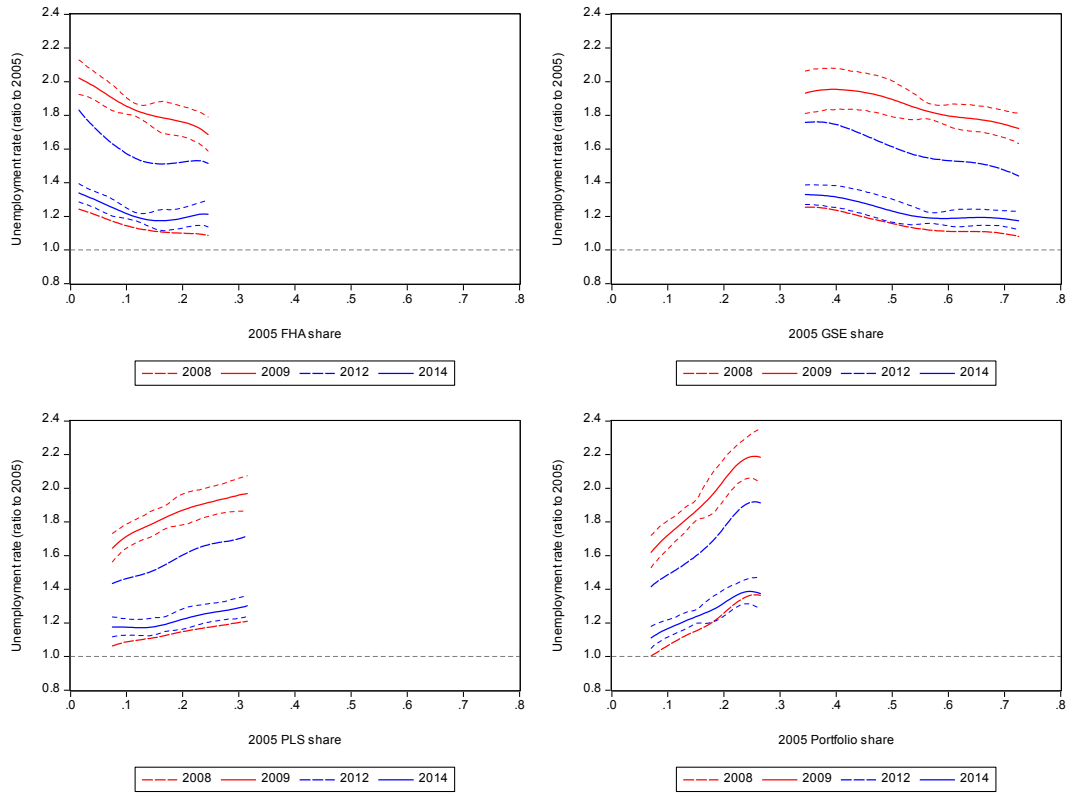 2.4
2.2
2.0
1.8
1.6
1.4
1.2
1.0
0.8
Unemployment rate (ratio to 2005)
.0 .1 .2 .3 .4 .5 .6 .7 .8
2005 FHA share
2008 2009 2012 2014
2.4
2.2
2.0
1.8
1.6
1.4
1.2
1.0
0.8
Unemployment rate (ratio to 2005)
.0 .1 .2 .3 .4 .5 .6 .7 .8
2005 GSE share
2008 2009 2012 2014
2.4
2.2
2.0
1.8
1.6
1.4
1.2
1.0
0.8
Unemployment rate (ratio to 2005)
.0 .1 .2 .3 .4 .5 .6 .7 .8
2005 PLS share
2008 2009 2012 2014
2.4
2.2
2.0
1.8
1.6
1.4
1.2
1.0
0.8
Unemployment rate (ratio to 2005)
.0 .1 .2 .3 .4 .5 .6 .7 .8
2005 Portfolio share
2008 2009 2012 2014